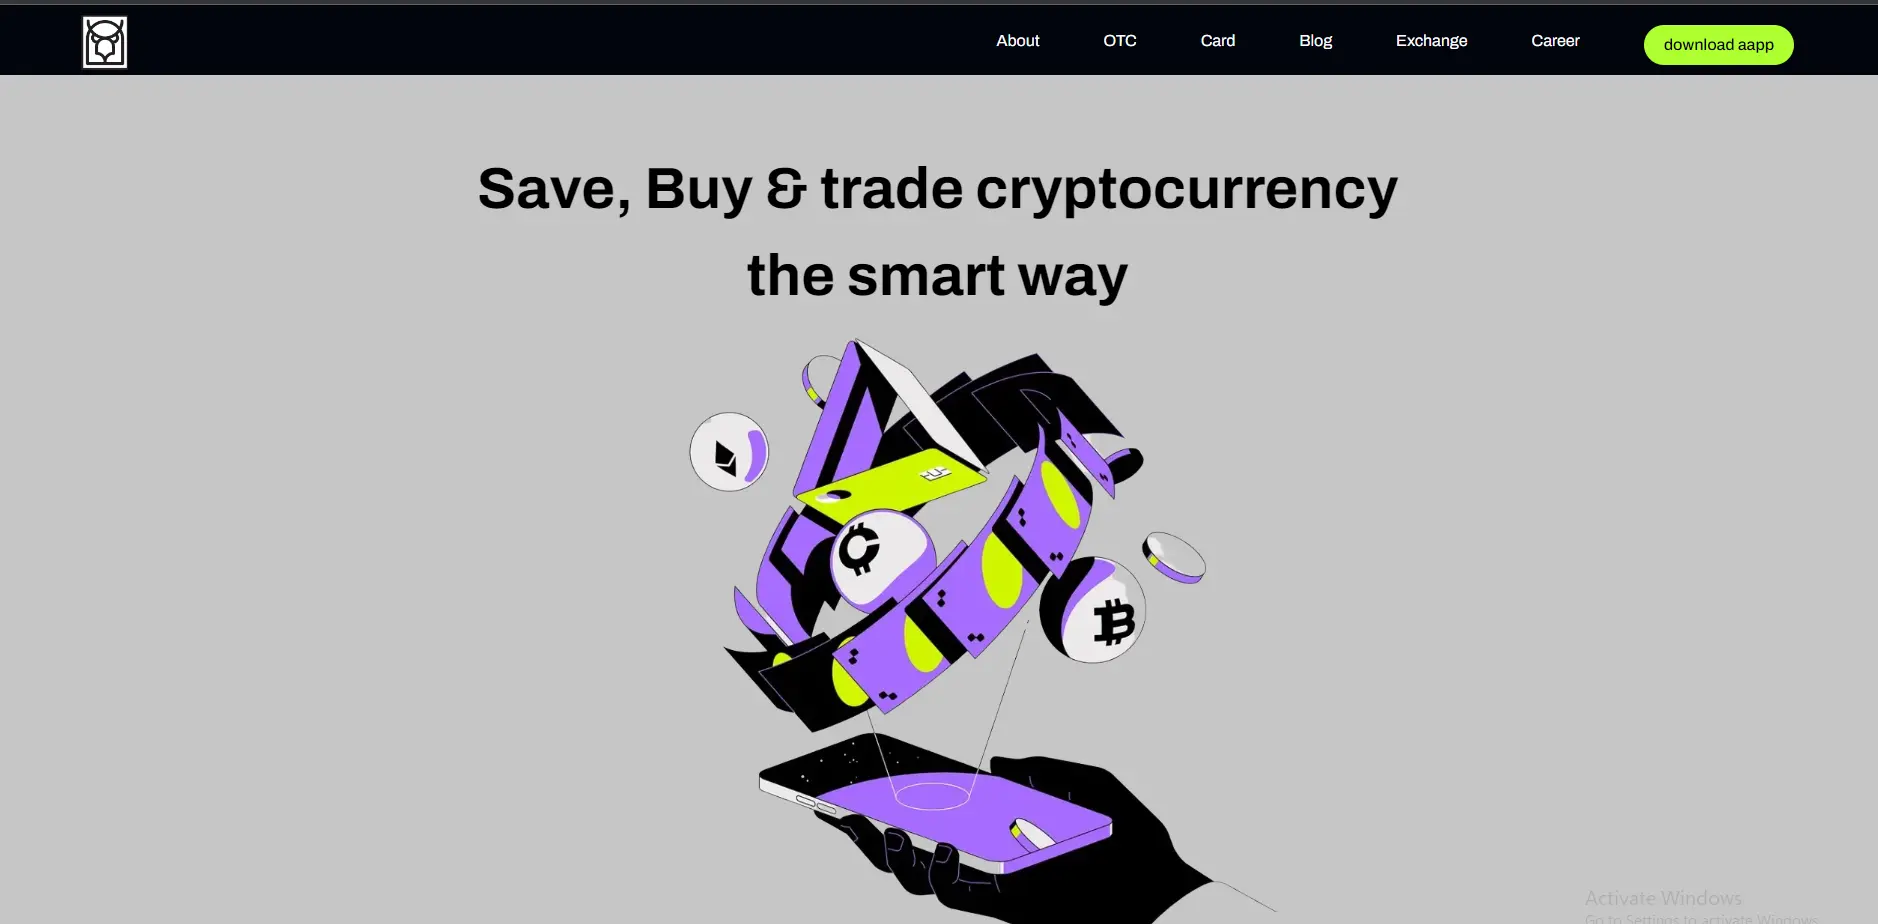 About OTC Card Blog Exchange Career download aapp
Save, Buy & trade cryptocurrency
the smart way
Activate Windows
Go to Settings to activate Windows.